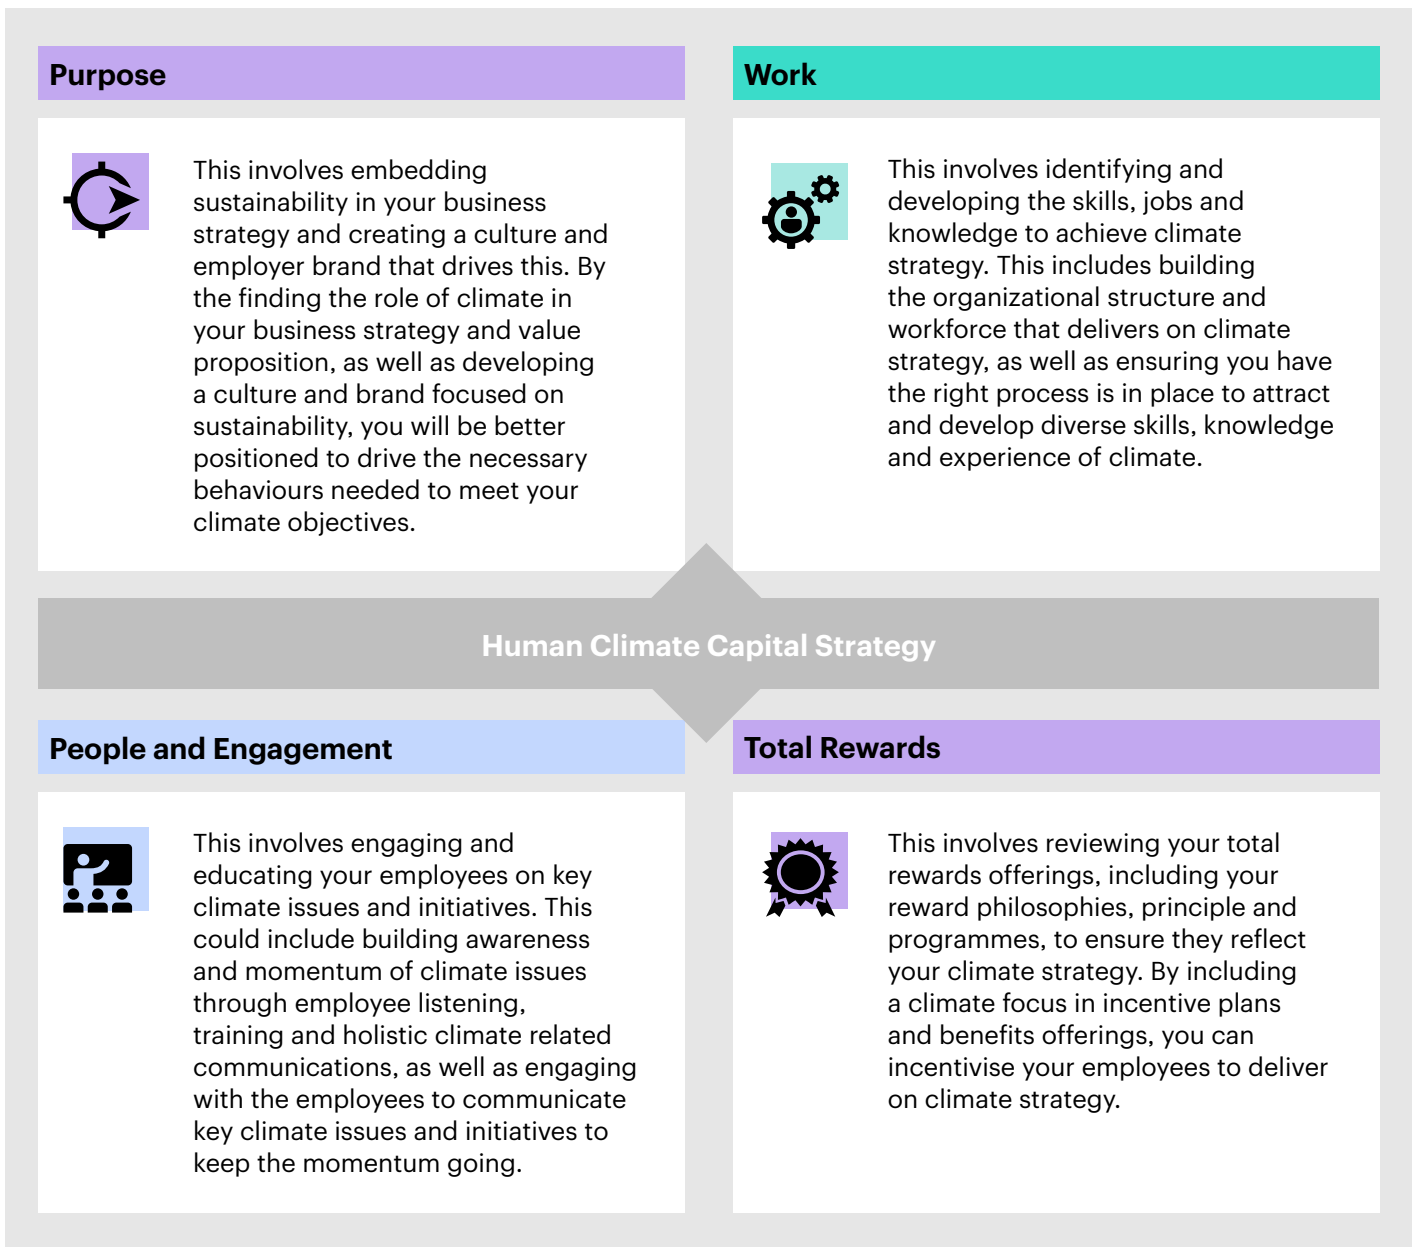 Purpose
This involves embedding
sustainability in your business
strategy and creating a culture and
employer brand that drives this. By
the finding the role of climate in
your business strategy and value
proposition, as well as developing
a culture and brand focused on
sustainability, you will be better
positioned to drive the necessary
behaviours needed to meet your
climate objectives.
Work
This involves identifying and
developing the skills, jobs and
knowledge to achieve climate
strategy. This includes building
the organizational structure and
workforce that delivers on climate
strategy, as well as ensuring you have
the right process is in place to attract
and develop diverse skills, knowledge
and experience of climate.
Human Climate Capital Strategy
People and Engagement
This involves engaging and
educating your employees on key
climate issues and initiatives. This
could include building awareness
and momentum of climate issues
through employee listening,
training and holistic climate related
communications, as well as engaging
with the employees to communicate
key climate issues and initiatives to
keep the momentum going.
Total Rewards
This involves reviewing your total
rewards offerings, including your
reward philosophies, principle and
programmes, to ensure they reflect
your climate strategy. By including
a climate focus in incentive plans
and benefits offerings, you can
incentivise your employees to deliver
on climate strategy.